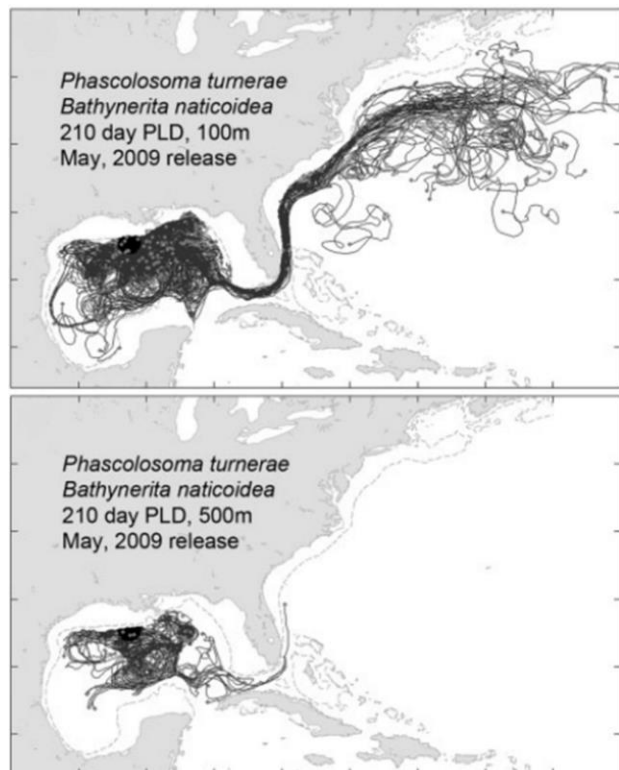 Phascolosoma turnerae
Bathynerita naticoidea
210 day PLD, 100m
May, 2009 release
Phascolosoma turnerae
Bathynerita naticoidea
210 day PLD, 500m
May, 2009 release